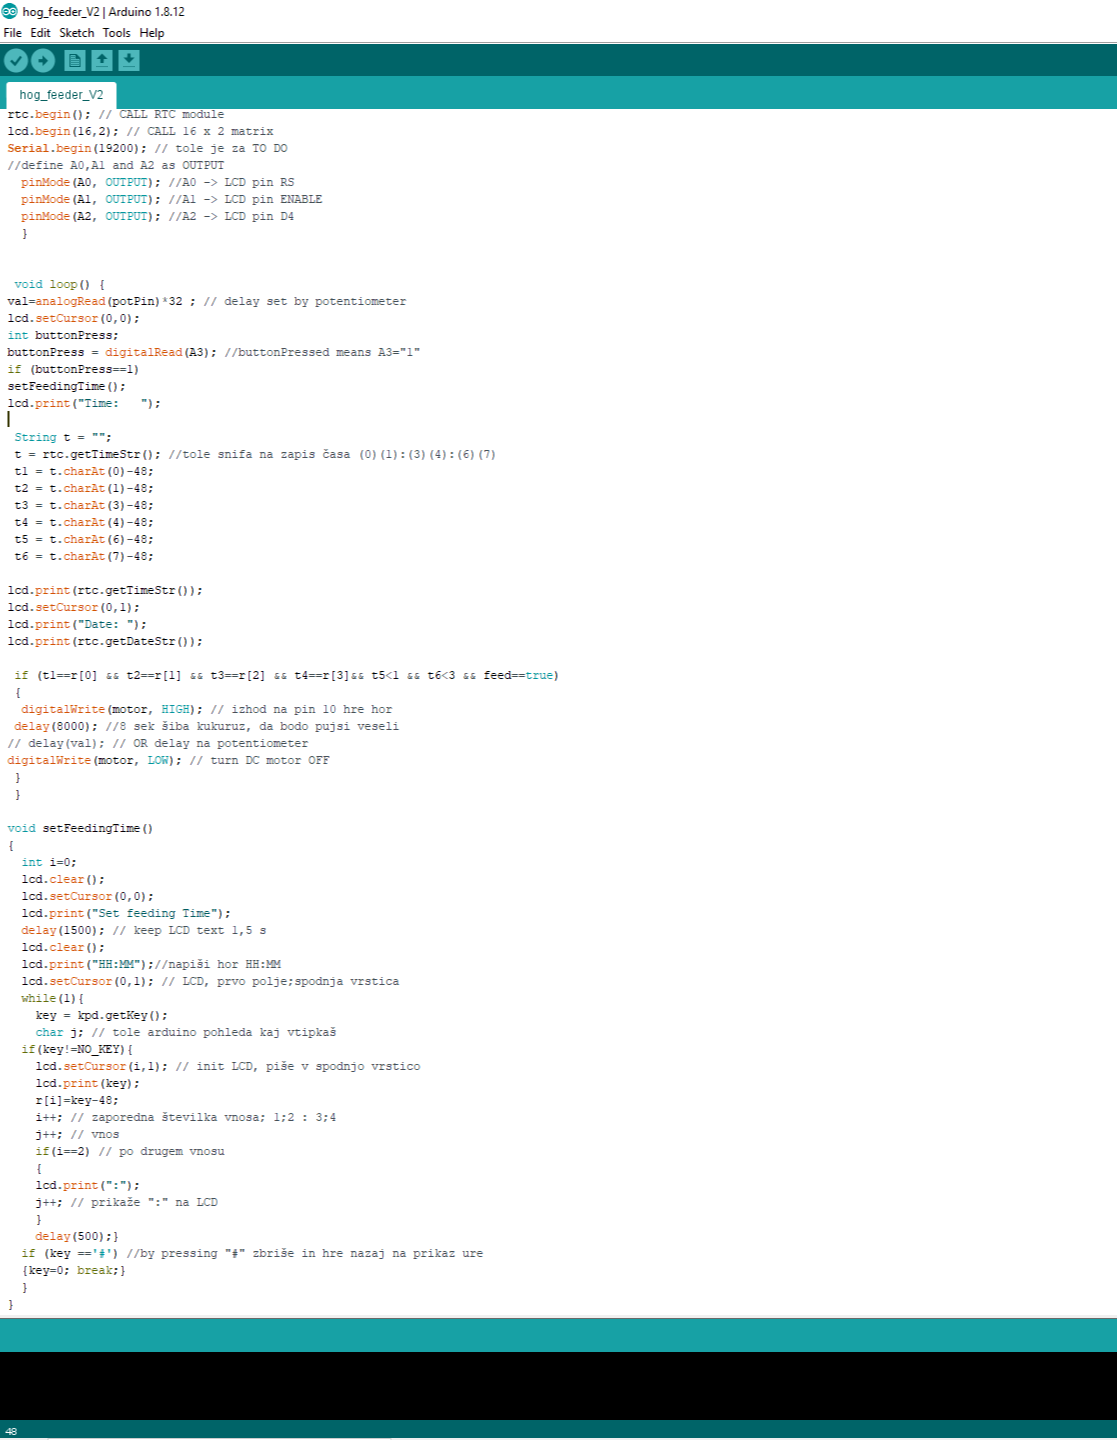 hog_feeder_V2 | Arduino 1.8.12
File Edit Sketch Tools Help
hog_feeder_V2
rtc.begin(); // CALL RTC module
lcd.begin(16,2); // CALL 16 x 2 matrix
Serial.begin(19200); // tole je za TO DO
//define A0,A1 and A2 as OUTPUT
pinMode(A0, OUTPUT); //A0 -> LCD pin RS
pinMode(A1, OUTPUT); //A1 -> LCD pin ENABLE
pinMode(A2, OUTPUT); //A2 -> LCD pin D4
}
void loop() {
val=analogRead(potPin)*32 ; // delay set by potentiometer
lcd.setCursor(0,0);
int buttonPress;
buttonPress = digitalRead(A3); //buttonPressed means A3="1"
if (buttonPress==1)
setFeedingTime();
lcd.print("Time:   ");
String t = "";
t = rtc.getTimeStr(); //tole snifa na zapis časa (0)(1):(3)(4):(6)(7)
t1 = t.charAt(0)-48;
t2 = t.charAt(1)-48;
t3 = t.charAt(3)-48;
t4 = t.charAt(4)-48;
t5 = t.charAt(6)-48;
t6 = t.charAt(7)-48;
lcd.print(rtc.getTimeStr());
lcd.setCursor(0,1);
lcd.print("Date: ");
lcd.print(rtc.getDateStr());
if (t1==r[0] && t2==r[1] && t3==r[2] && t4==r[3]&& t5<1 && t6<3 && feed==true)
{
digitalWrite(motor, HIGH); // izhod na pin 10 hre hor
delay(8000); //8 sek šiba kukuruz, da bodo pujsi veseli
// delay(val); // OR delay na potentiometer
digitalWrite(motor, LOW); // turn DC motor OFF
}
}
void setFeedingTime()
{
int i=0;
lcd.clear();
lcd.setCursor(0,0);
lcd.print("Set feeding Time");
delay(1500); // keep LCD text 1,5 s
lcd.clear();
lcd.print("HH:MM");//napiši hor HH:MM
lcd.setCursor(0,1); // LCD, prvo polje;spodnja vrstica
while(1){
key = kpd.getKey();
char j; // tole arduino pohleda kaj vtipkaš
if(key!=NO_KEY){
lcd.setCursor(i,1); // init LCD, piše v spodnjo vrstico
lcd.print(key);
r[i]=key-48;
i++; // zaporedna številka vnosa; 1;2 : 3;4
j++; // vnos
if(i==2) // po drugem vnosu
{
lcd.print(":");
j++; // prikaže ":" na LCD
}
delay(500);}
if (key =='#') //by pressing "#" zbriše in hre nazaj na prikaz ure
{key=0; break;}
}
}
48